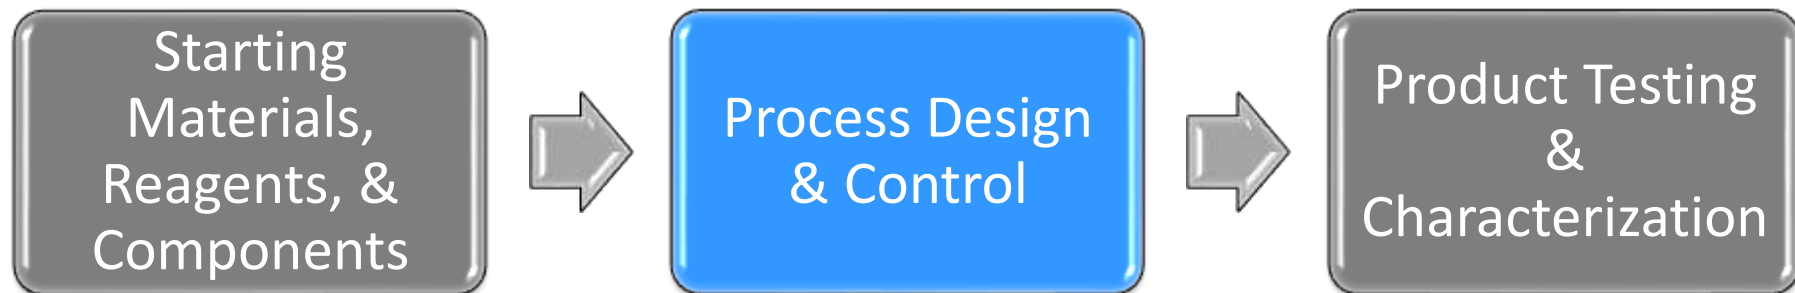 Starting
Materials,
Reagents, &
Components
Process Design
& Control
Product Testing
&
Characterization